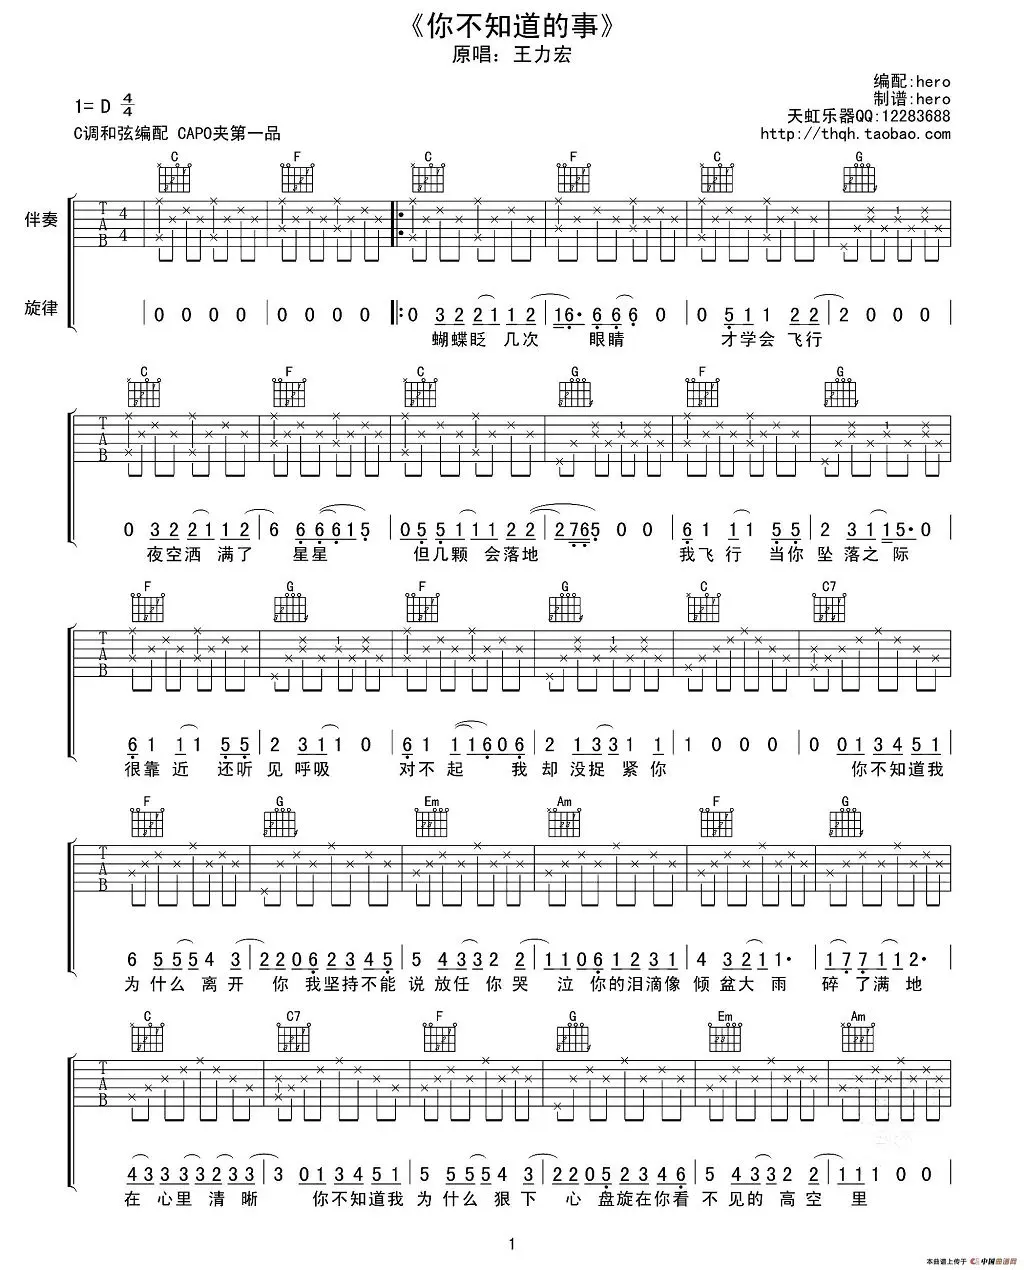 《你不知道的事》
原唱：王力宏
编配:hero
制谱:hero
天虹乐器QQ:12283688
http://thqh.taobao.com
1= D 4/4
C调和弦编配 CAPO夹第一品
C F C F C G
伴奏 T A B 4 4
旋律 0 0 0 0 0 0 0 0 0 3 2 2 1 1 1 2 1 6· 6 6 6 0 0 5 1 1 2 2 2 0 0 0
蝴蝶眨 几次 眼睛 才学会 飞行
C F C G F G
T A B
0 3 2 2 1 1 1 2 6 6 6 6 1 5 0 5 5 1 1 1 2 2 2 7 6 5 0 0 6 1 1 1 5 5 2 3 1 1 5· 0
夜空洒 满了 星星 但几颗 会落地 我飞行 当你 坠落之际
F G F G C C7
T A B
6 1 1 1 5 5 2 3 1 1 0 6 1 1 1 6 0 6 2 1 3 3 1 1 1 0 0 0 0 0 1 3 4 5 1
很靠近 还听 见呼吸 对不起 我 却没捉紧你 你不知道我
F G Em Am F G
T A B
6 5 5 5 4 3 2 2 0 6 2 3 4 5 5 4 3 3 2 2 1 1 0 6 1 2 3 1 4 3 2 1 1· 1 7 7 1 1 2·
为什么 离开 你 我坚持不能 说放任 你哭 泣 你的泪滴像 倾盆大雨 碎了满地
C C7 F G Em Am
T A B
4 3 3 3 3 2 3 3 3 0 1 3 4 5 1 6 5 5 5 4 3 2 2 0 5 2 3 4 6 5 4 3 3 2 2 1 1 0 0
在心里清晰 你不知道我 为什么 狠下 心 盘旋在你看 不见的 高空 里
1
本曲谱上传于 中国曲谱网